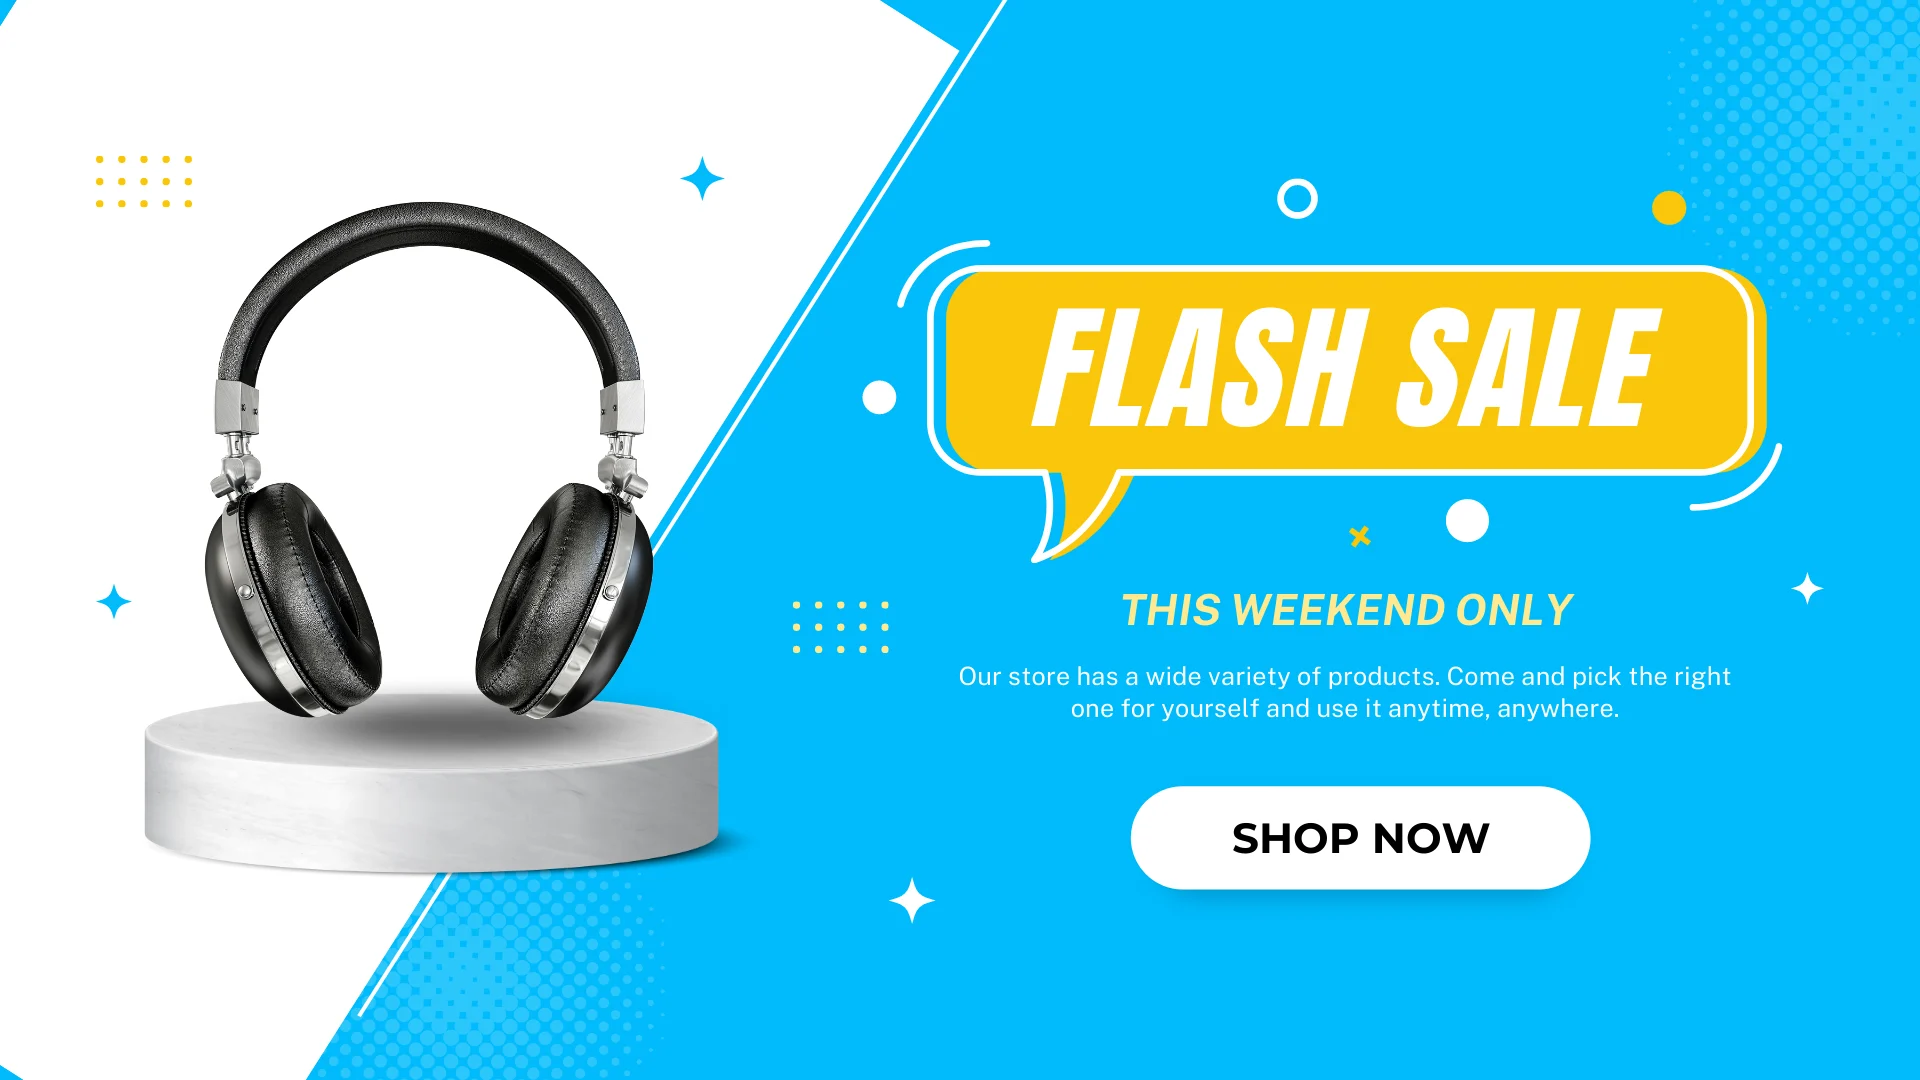 FLASH SALE
THIS WEEKEND ONLY
Our store has a wide variety of products. Come and pick the right
one for yourself and use it anytime, anywhere.
SHOP NOW